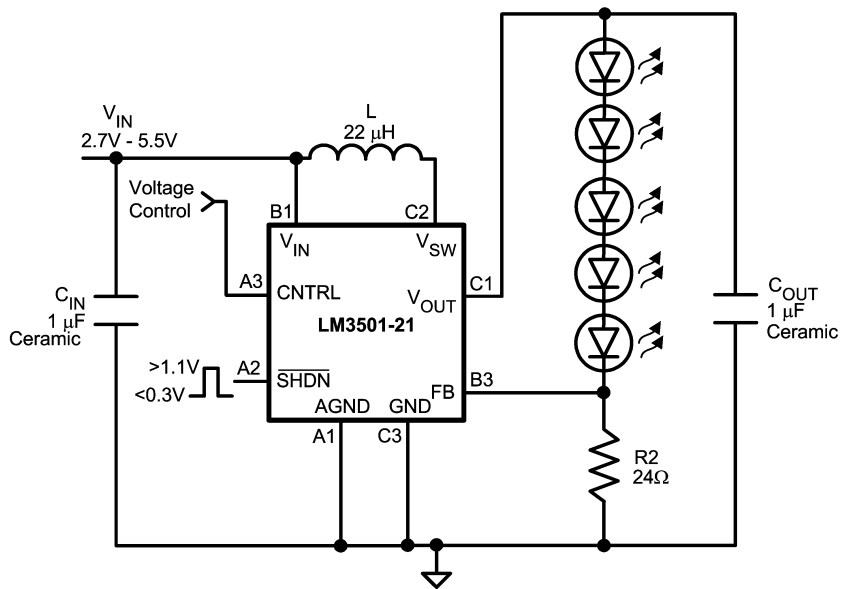 V_IN
2.7V - 5.5V
L
22 μH
Voltage
Control
B1
C2
V_IN
V_SW
A3
CNTRL
C1
V_OUT
C_IN
1 μF
Ceramic
LM3501-21
C_OUT
1 μF
Ceramic
>1.1V
<0.3V
A2
SHDN
FB
B3
AGND
GND
A1
C3
R2
24Ω